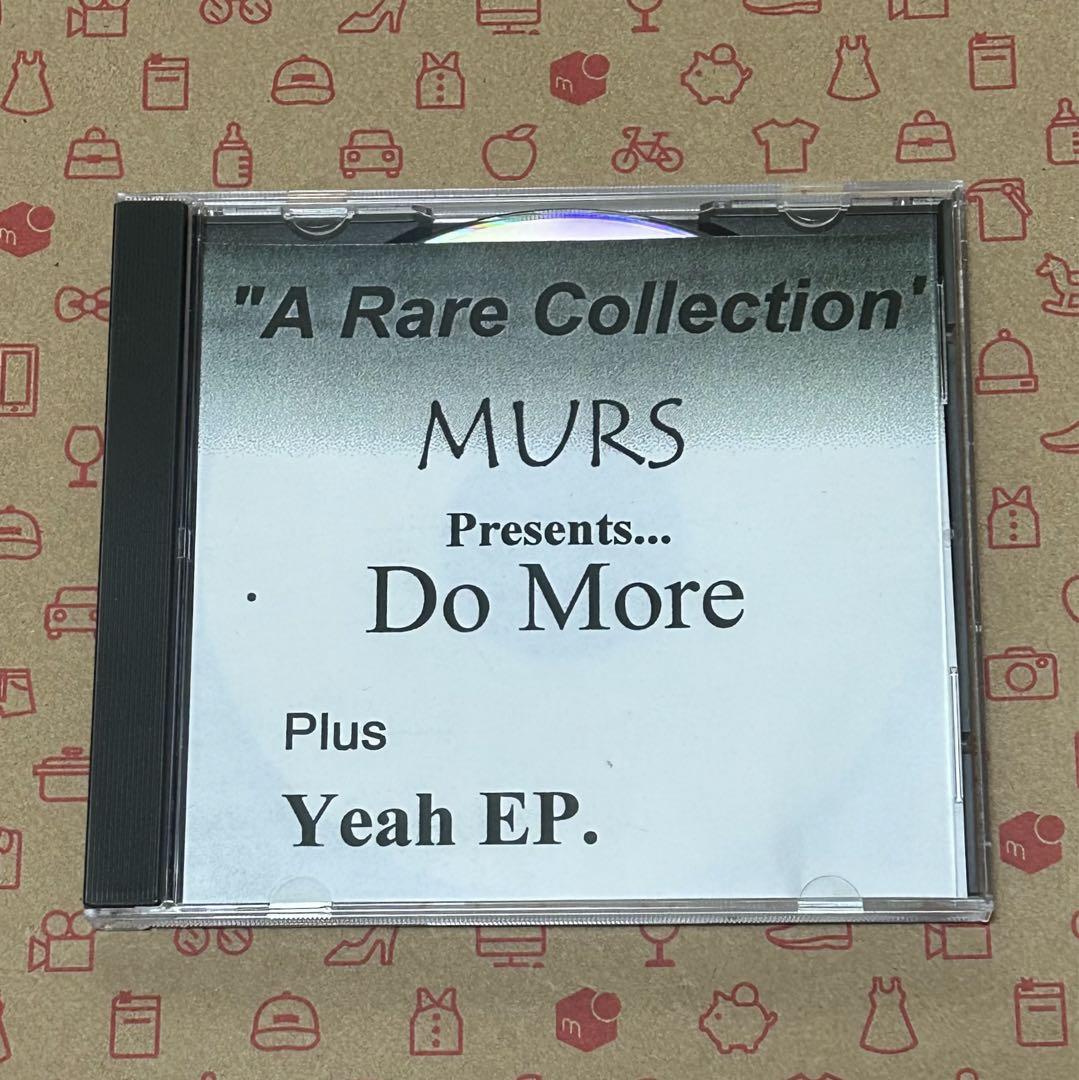 "A Rare Collection'
MURS
Presents...
Do More
Plus
Yeah EP.
m
m
m
m